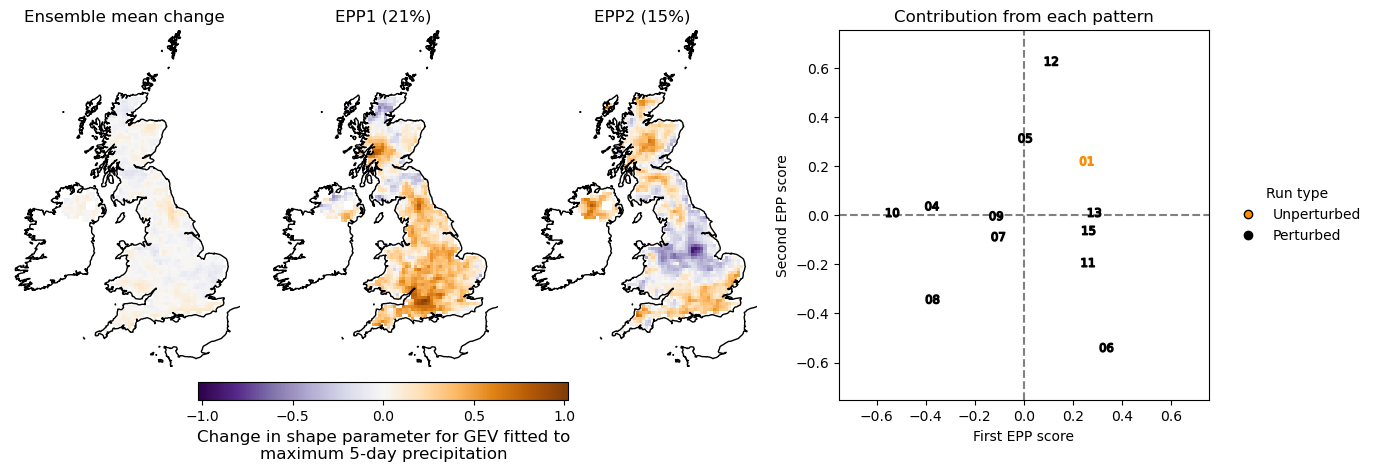 Ensemble mean change
EPP1 (21%)
EPP2 (15%)
Contribution from each pattern
−1.0
−0.5
0.0
0.5
1.0
Change in shape parameter for GEV fitted to
maximum 5-day precipitation
Second EPP score
0.6
0.4
0.2
0.0
−0.2
−0.4
−0.6
12
05
01
04
10
09
13
07
15
11
08
06
−0.6
−0.4
−0.2
0.0
0.2
0.4
0.6
First EPP score
Run type
Unperturbed
Perturbed